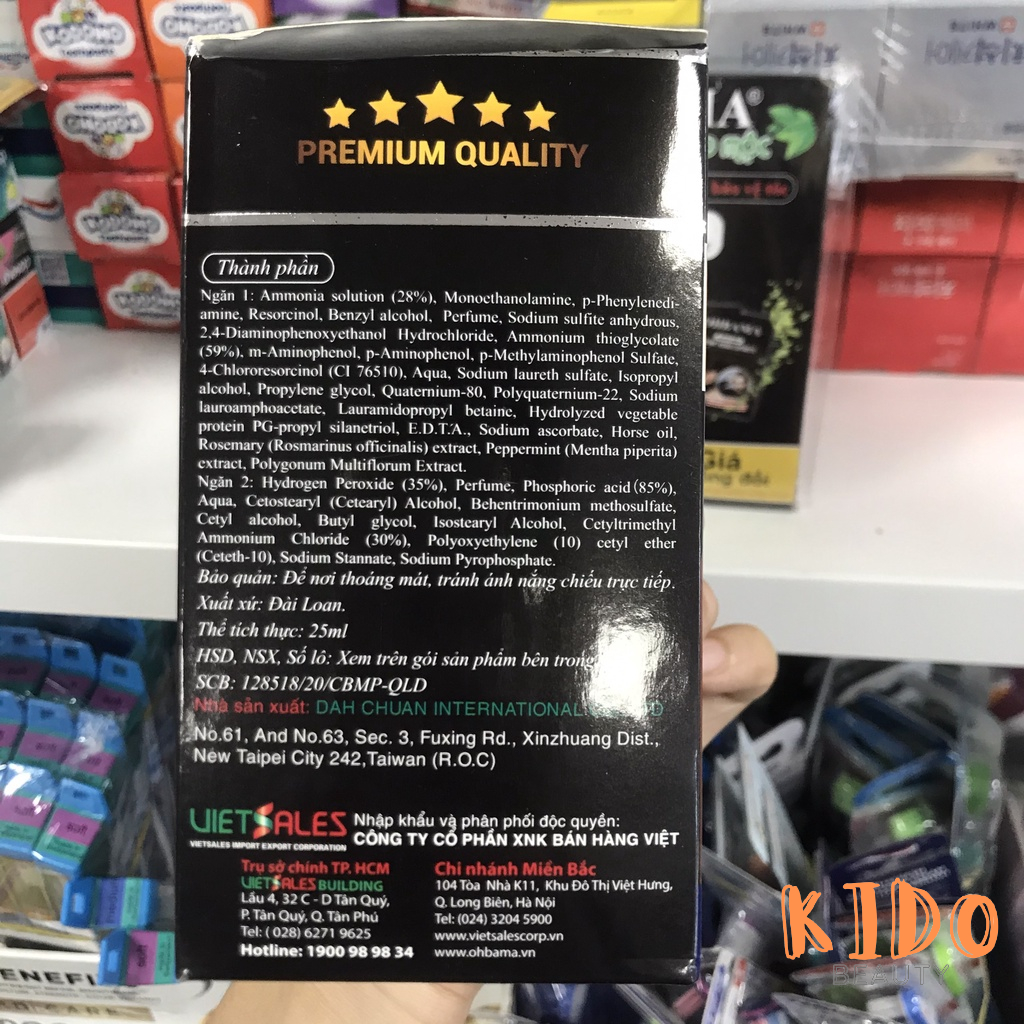 PREMIUM QUALITY
Thành phần
Ngăn 1: Ammonia solution (28%), Monoethanolamine, p-Phenylenedi-
amine, Resorcinol, Benzyl alcohol, Perfume, Sodium sulfite anhydrous,
2,4-Diaminophenoxyethanol Hydrochloride, Ammonium thioglycolate
(59%), m-Aminophenol, p-Aminophenol, p-Methylaminophenol Sulfate,
4-Chlororesorcinol (CI 76510), Aqua, Sodium laureth sulfate, Isopropyl
alcohol, Propylene glycol, Quaternium-80, Polyquaternium-22, Sodium
lauroamphoacetate, Lauramidopropyl betaine, Hydrolyzed vegetable
protein PG-propyl silanetriol, E.D.T.A., Sodium ascorbate, Horse oil,
Rosemary (Rosmarinus officinalis) extract, Peppermint (Mentha piperita)
extract, Polygonum Multiflorum Extract.
Ngăn 2: Hydrogen Peroxide (35%), Perfume, Phosphoric acid (85%),
Aqua, Cetostearyl (Cetearyl) Alcohol, Behentrimonium methosulfate,
Cetyl alcohol, Butyl glycol, Isostearyl Alcohol, Cetyltrimethyl
Ammonium Chloride (30%), Polyoxyethylene (10) cetyl ether
(Ceteth-10), Sodium Stannate, Sodium Pyrophosphate.
Bảo quản: Để nơi thoáng mát, tránh ánh nắng chiếu trực tiếp.
Xuất xứ: Đài Loan.
Thể tích thực: 25ml
HSD, NSX, Số lô: Xem trên gói sản phẩm bên trong
SCB: 128518/20/CBMP-QLD
Nhà sản xuất: DAH CHUAN INTERNATIONAL
No.61, And No.63, Sec. 3, Fuxing Rd., Xinzhuang Dist.,
New Taipei City 242,Taiwan (R.O.C)
VIETSALES
VIETSALES IMPORT EXPORT CORPORATION
Nhập khẩu và phân phối độc quyền:
CÔNG TY CỔ PHẦN XNK BÁN HÀNG VIỆT
Trụ sở chính TP. HCM
VIETSALES BUILDING
Lầu 4, 32 C - D Tân Quý,
P. Tân Quý, Q. Tân Phú
Tel: ( 028) 6271 9625
Hotline: 1900 98 98 34
Chi nhánh Miền Bắc
104 Tòa Nhà K11, Khu Đô Thị Việt Hưng,
Q. Long Biên, Hà Nội
Tel: (024) 3204 5900
www.vietsalescorp.vn
www.ohbama.vn
KODOMO
KODOMO
Giá
KIDO
BEAUTY